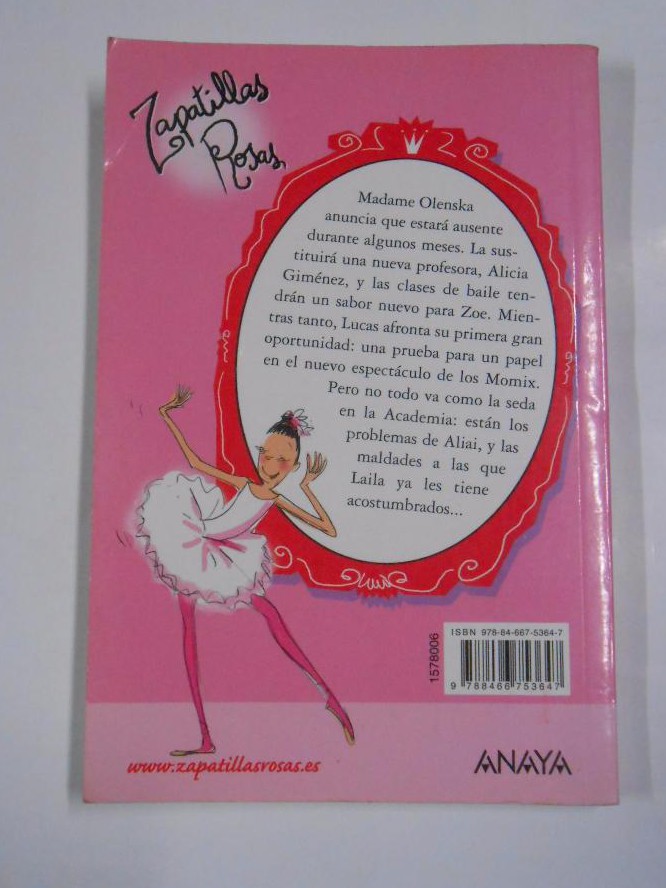 Zapatillas
Rosas
Madame Olenska
anuncia que estará ausente
durante algunos meses. La sus-
tituirá una nueva profesora, Alicia
Giménez, y las clases de baile ten-
drán un sabor nuevo para Zoe. Mien-
tras tanto, Lucas afronta su primera gran
oportunidad: una prueba para un papel
en el nuevo espectáculo de los Momix.
Pero no todo va como la seda
en la Academia: están los
problemas de Aliai, y las
maldades a las que
Laila ya les tiene
acostumbrados...
1578006
ISBN 978-84-667-5364-7
9 788466 753647
www.zapatillasrosas.es
ANAYA